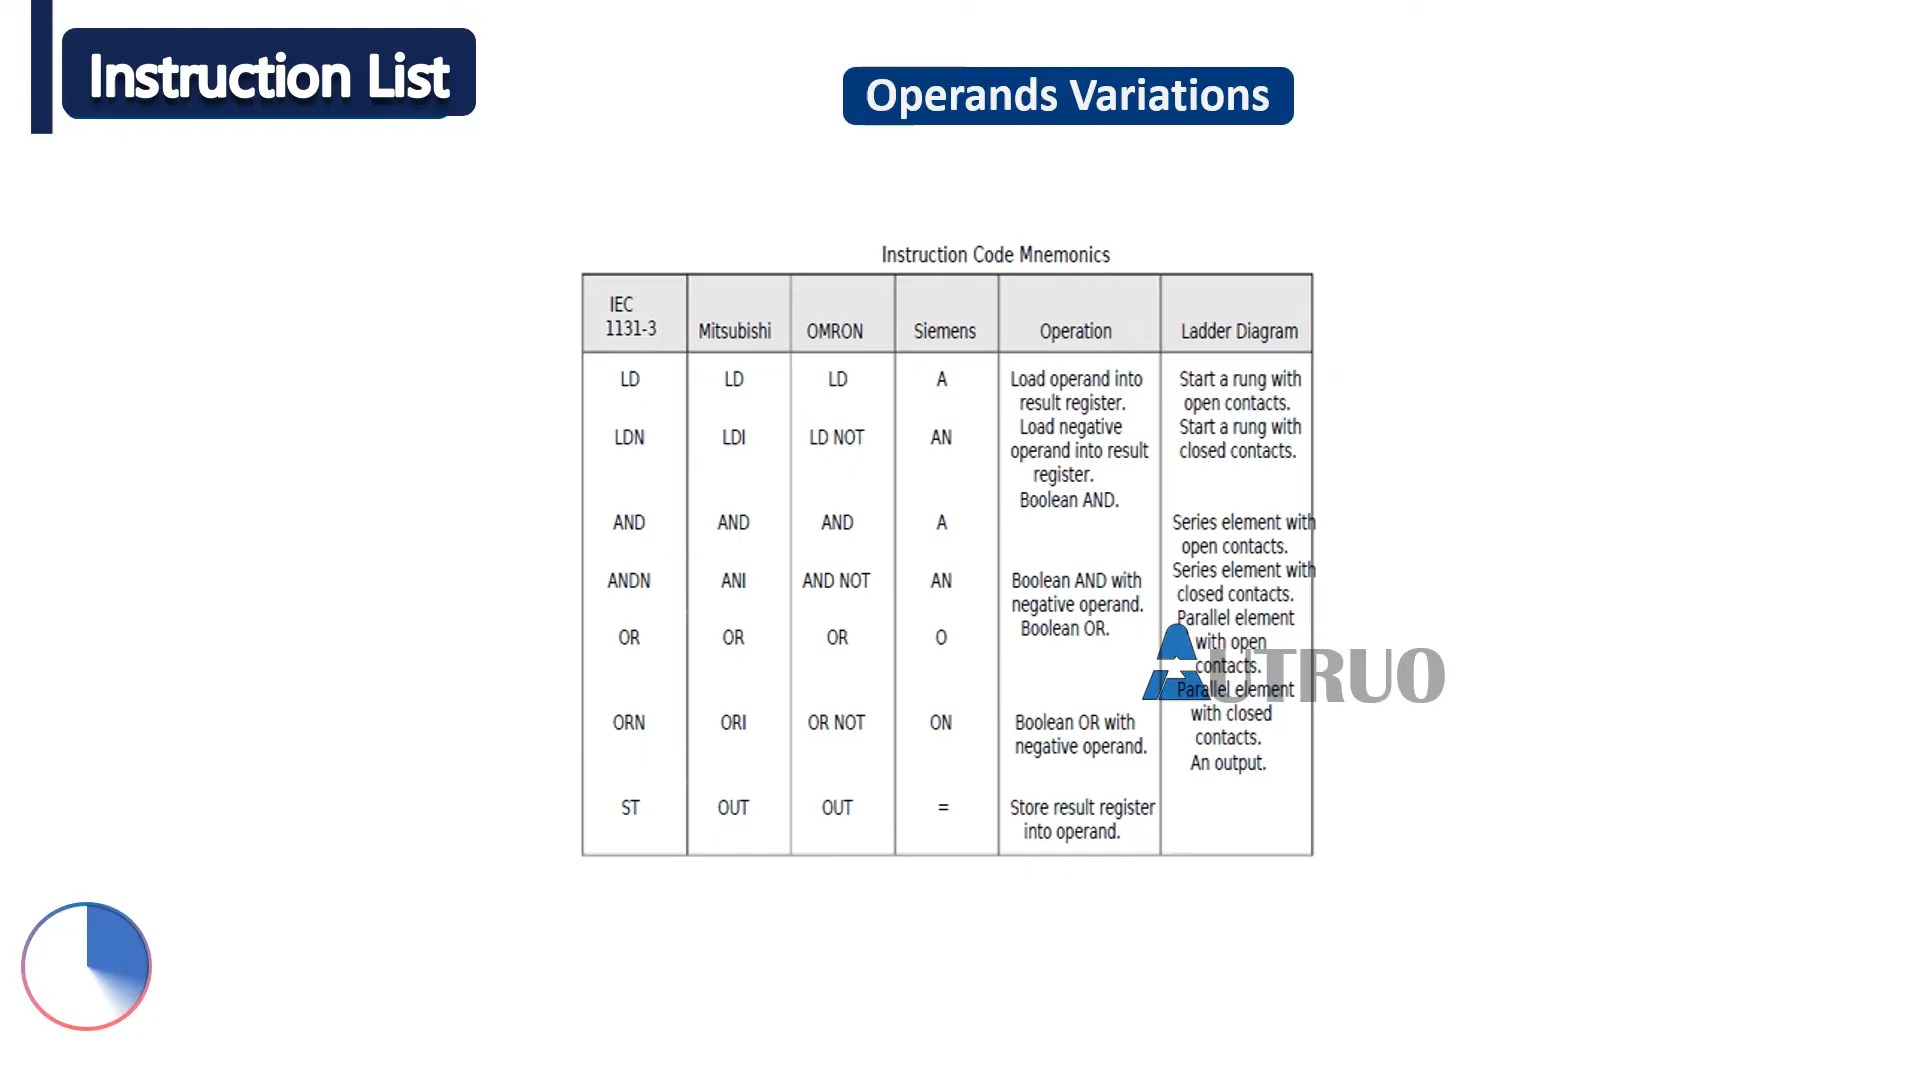 Instruction List
Operands Variations
Instruction Code Mnemonics
IEC
1131-3 Mitsubishi OMRON Siemens Operation Ladder Diagram
LD LD LD A Load operand into Start a rung with
result register. open contacts.
LDN LDI LD NOT AN Load negative Start a rung with
operand into result closed contacts.
register.
Boolean AND.
AND AND AND A Series element with
open contacts.
Series element with
ANDN ANI AND NOT AN Boolean AND with closed contacts.
negative operand. Parallel element
OR OR OR O Boolean OR. with open
contacts.
AUTRUO
Parallel element
with closed
ORN ORI OR NOT ON Boolean OR with contacts.
negative operand. An output.
ST OUT OUT = Store result register
into operand.